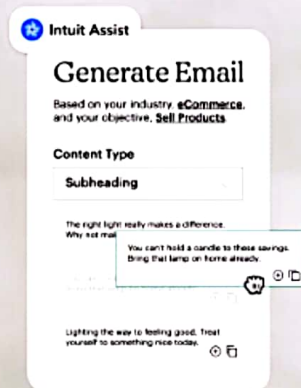 Intuit Assist
Generate Email
Based on your industry, eCommerce,
and your objective, Sell Products
Content Type
Subheading
The right light really makes a difference.
Why not
You can't hold a candle to these savings.
Bring that lamp on home already.
Lighting the way to feeling good. Treat
yourself to something nice today.